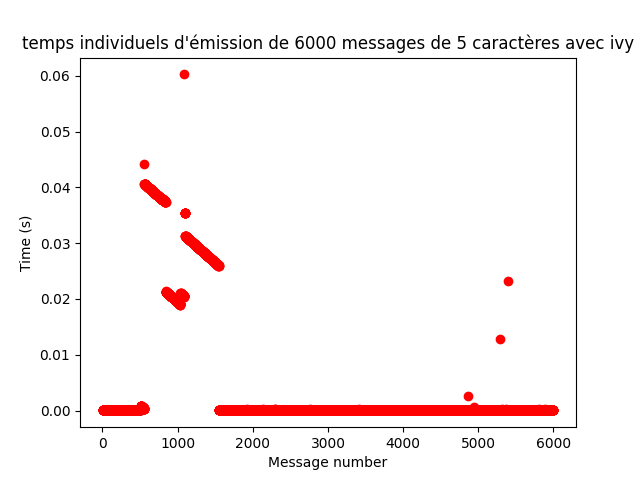 temps individuels d'émission de 6000 messages de 5 caractères avec ivy
0.06
0.05
0.04
0.03
0.02
0.01
0.00
Time (s)
0 1000 2000 3000 4000 5000 6000
Message number